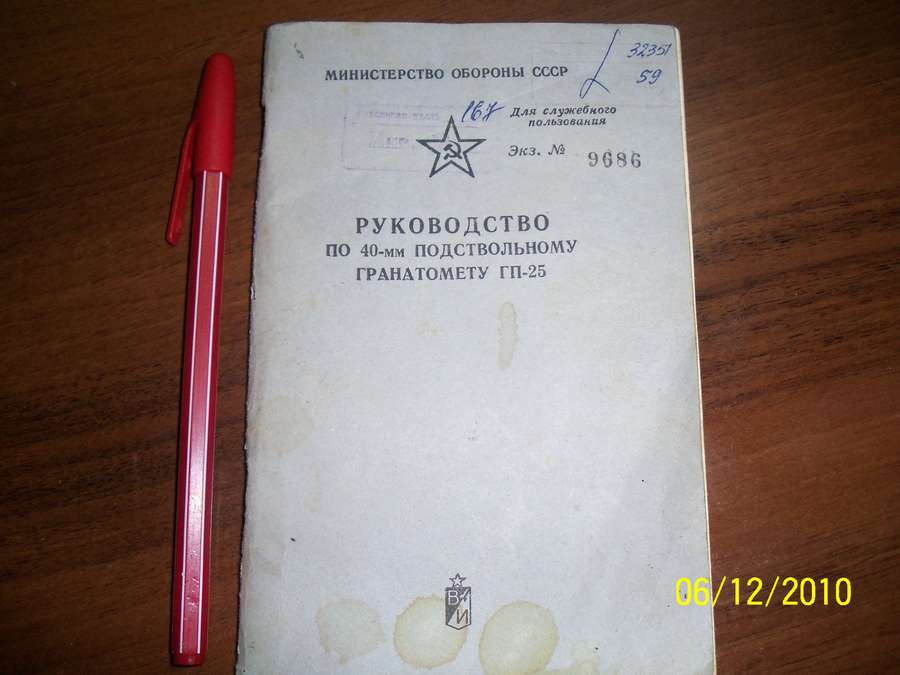 МИНИСТЕРСТВО ОБОРОНЫ СССР
32351
59
167
Для служебного
пользования
Экз. № 9686
РУКОВОДСТВО
ПО 40-мм ПОДСТВОЛЬНОМУ
ГРАНАТОМЕТУ ГП-25
В И
06/12/2010